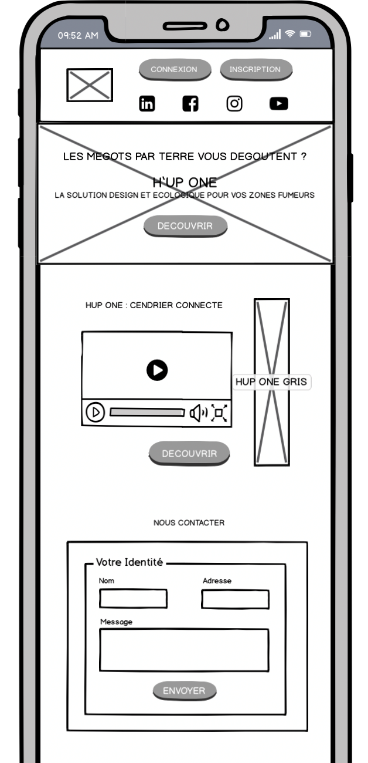 09:52 AM
CONNEXION
INSCRIPTION
LES MEGOTS PAR TERRE VOUS DEGOUTENT ?
H'UP ONE
LA SOLUTION DESIGN ET ECOLOGIQUE POUR VOS ZONES FUMEURS
DECOUVRIR
HUP ONE : CENDRIER CONNECTE
HUP ONE GRIS
DECOUVRIR
NOUS CONTACTER
Votre Identité
Nom
Adresse
Message
ENVOYER